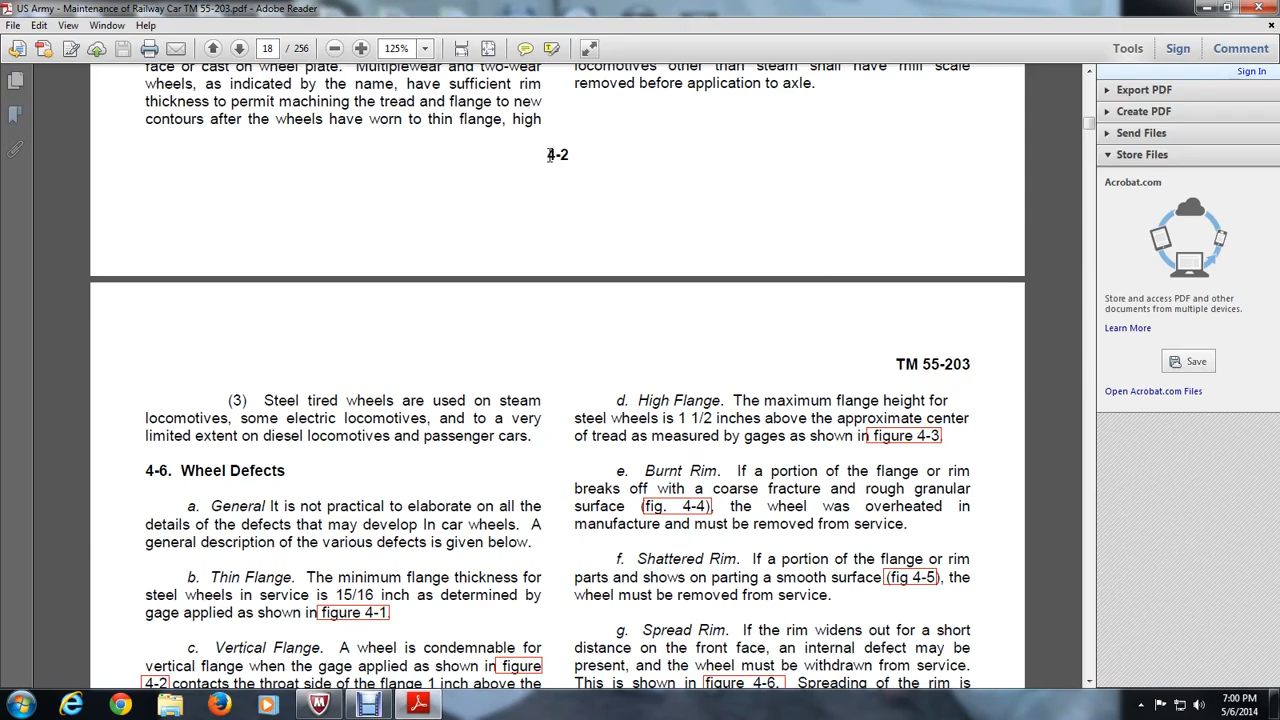 US Army - Maintenance of Railway Car TM 55-203.pdf - Adobe Reader
File Edit View Window Help
18 / 256 125% Tools Sign Comment
face or cast on wheel plate. Multiplewear and two-wear
wheels, as indicated by the name, have sufficient rim
thickness to permit machining the tread and flange to new
contours after the wheels have worn to thin flange, high
locomotives other than steam shall have mill scale
removed before application to axle.
4-2
TM 55-203
(3) Steel tired wheels are used on steam
locomotives, some electric locomotives, and to a very
limited extent on diesel locomotives and passenger cars.
4-6. Wheel Defects
a. General It is not practical to elaborate on all the
details of the defects that may develop In car wheels. A
general description of the various defects is given below.
b. Thin Flange. The minimum flange thickness for
steel wheels in service is 15/16 inch as determined by
gage applied as shown in figure 4-1
c. Vertical Flange. A wheel is condemnable for
vertical flange when the gage applied as shown in figure
4-2 contacts the throat side of the flange 1 inch above the
d. High Flange. The maximum flange height for
steel wheels is 1 1/2 inches above the approximate center
of tread as measured by gages as shown in figure 4-3.
e. Burnt Rim. If a portion of the flange or rim
breaks off with a coarse fracture and rough granular
surface (fig. 4-4), the wheel was overheated in
manufacture and must be removed from service.
f. Shattered Rim. If a portion of the flange or rim
parts and shows on parting a smooth surface (fig 4-5), the
wheel must be removed from service.
g. Spread Rim. If the rim widens out for a short
distance on the front face, an internal defect may be
present, and the wheel must be withdrawn from service.
This is shown in figure 4-6. Spreading of the rim is
Sign In
Export PDF
Create PDF
Send Files
Store Files
Acrobat.com
Store and access PDF and other
documents from multiple devices.
Learn More
Save
Open Acrobat.com Files
7:00 PM
5/6/2014